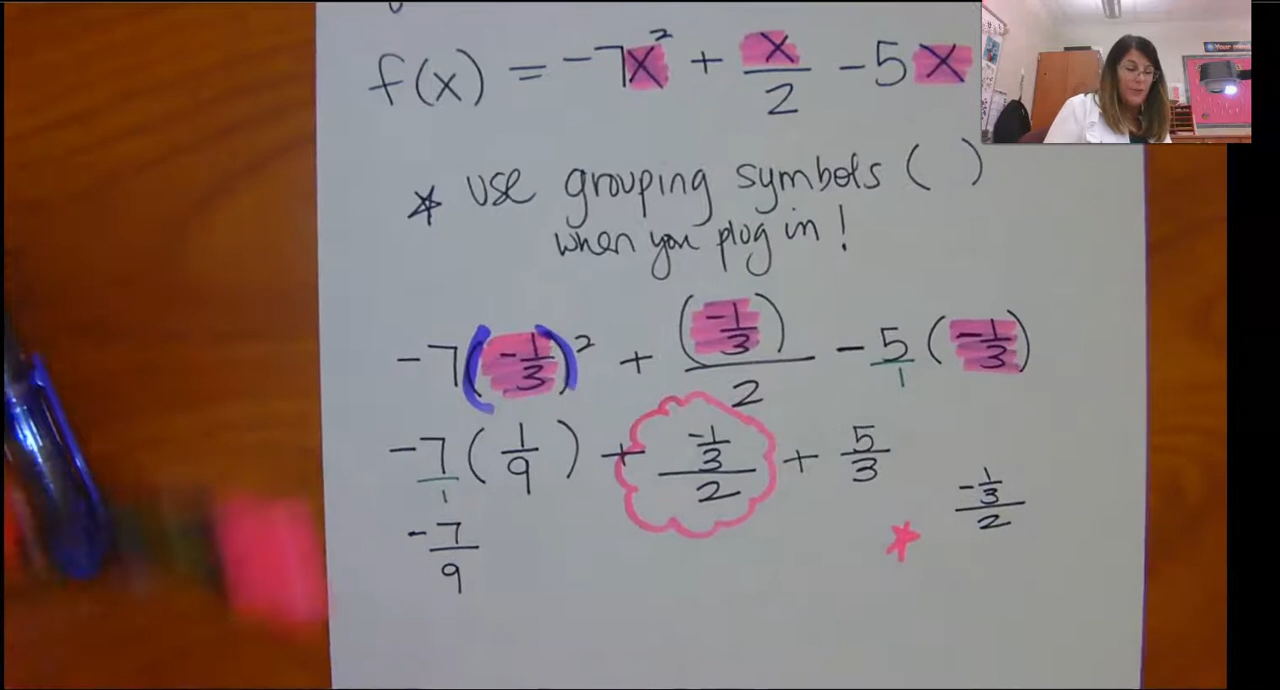 f(x) = -7x² + x/2 - 5x
* use grouping symbols ( )
when you plug in!
-7(-1/3)² + (-1/3)/2 - 5/1(-1/3)
-7/1(1/9) + (-1/3)/2 + 5/3
* (-1/3)/2
-7/9